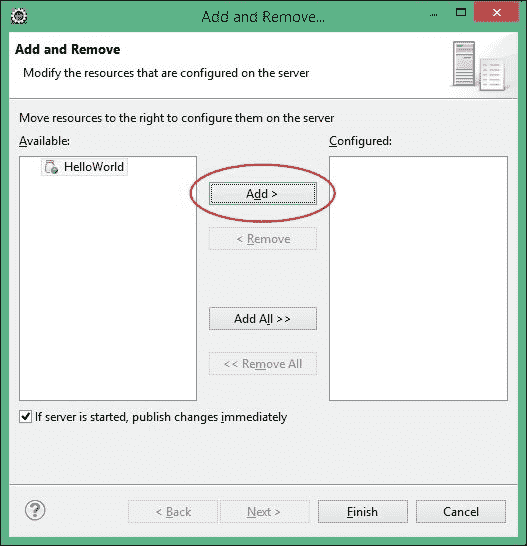 Add and Remove...
Add and Remove
Modify the resources that are configured on the server
Move resources to the right to configure them on the server
Available:
Configured:
HelloWorld
Add >
< Remove
Add All >>
<< Remove All
If server is started, publish changes immediately
?
< Back
Next >
Finish
Cancel